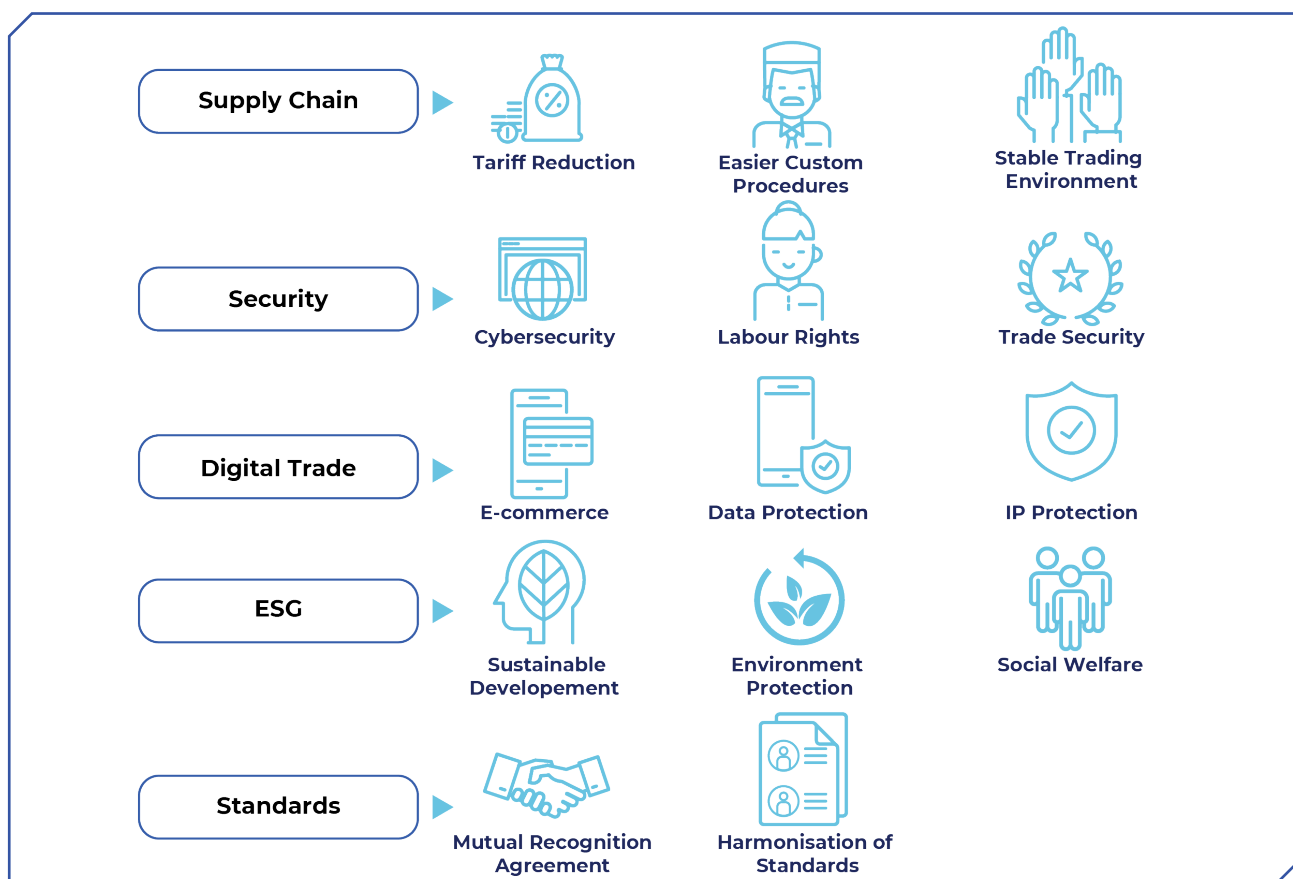 Supply Chain
Tariff Reduction
Easier Custom
Procedures
Stable Trading
Environment
Security
Cybersecurity
Labour Rights
Trade Security
Digital Trade
E-commerce
Data Protection
IP Protection
ESG
Sustainable
Developement
Environment
Protection
Social Welfare
Standards
Mutual Recognition
Agreement
Harmonisation of
Standards